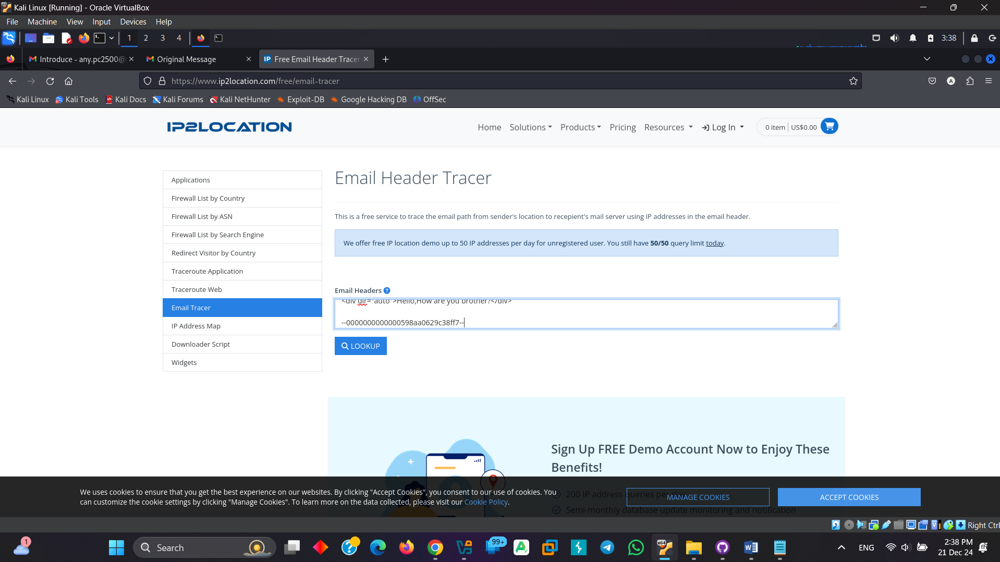 Kali Linux [Running] - Oracle VirtualBox
File Machine View Input Devices Help
1 2 3 4 3:38
Introduce - any.pc2500@ Original Message Free Email Header Tracer
https://www.ip2location.com/free/email-tracer
Kali Linux Kali Tools Kali Docs Kali Forums Kali NetHunter Exploit-DB Google Hacking DB OffSec
IP2LOCATION
Home Solutions Products Pricing Resources Log In 0 item US$0.00
Applications
Firewall List by Country
Firewall List by ASN
Firewall List by Search Engine
Redirect Visitor by Country
Traceroute Application
Traceroute Web
Email Tracer
IP Address Map
Downloader Script
Widgets
Email Header Tracer
This is a free service to trace the email path from sender's location to recepient's mail server using IP addresses in the email header.
We offer free IP location demo up to 50 IP addresses per day for unregistered user. You still have 50/50 query limit today.
Email Headers
<div dir="auto">Hello,How are you brother?</div>
--0000000000000598aa0629c38ff7--
LOOKUP
Sign Up FREE Demo Account Now to Enjoy These
Benefits!
200 IP address queries per day
Semi-monthly database update monitoring and notification
We uses cookies to ensure that you get the best experience on our websites. By clicking "Accept Cookies", you consent to our use of cookies. You
can customize the cookie settings by clicking "Manage Cookies". To learn more on the data collected, please visit our Cookie Policy.
MANAGE COOKIES
ACCEPT COOKIES
Right Ctrl
1
Search
99+
x64
ENG
2:38 PM
21 Dec 24